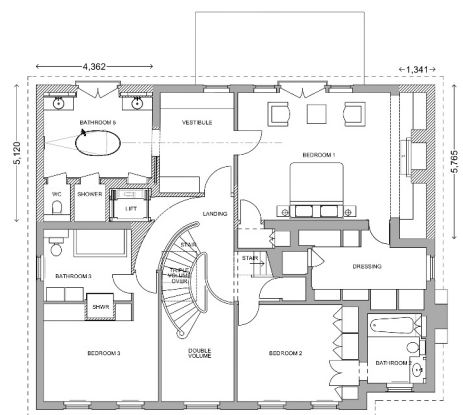 4,362
1,341
BATHROOM 5
VESTIBULE
5,120
5,765
BEDROOM 1
WC
SHOWER
LIFT
LANDING
STAIR
STAIR
BATHROOM 3
TRIPLE
VOLUME
OVER
DRESSING
SHWR
BEDROOM 3
DOUBLE
VOLUME
BEDROOM 2
BATHROOM 2